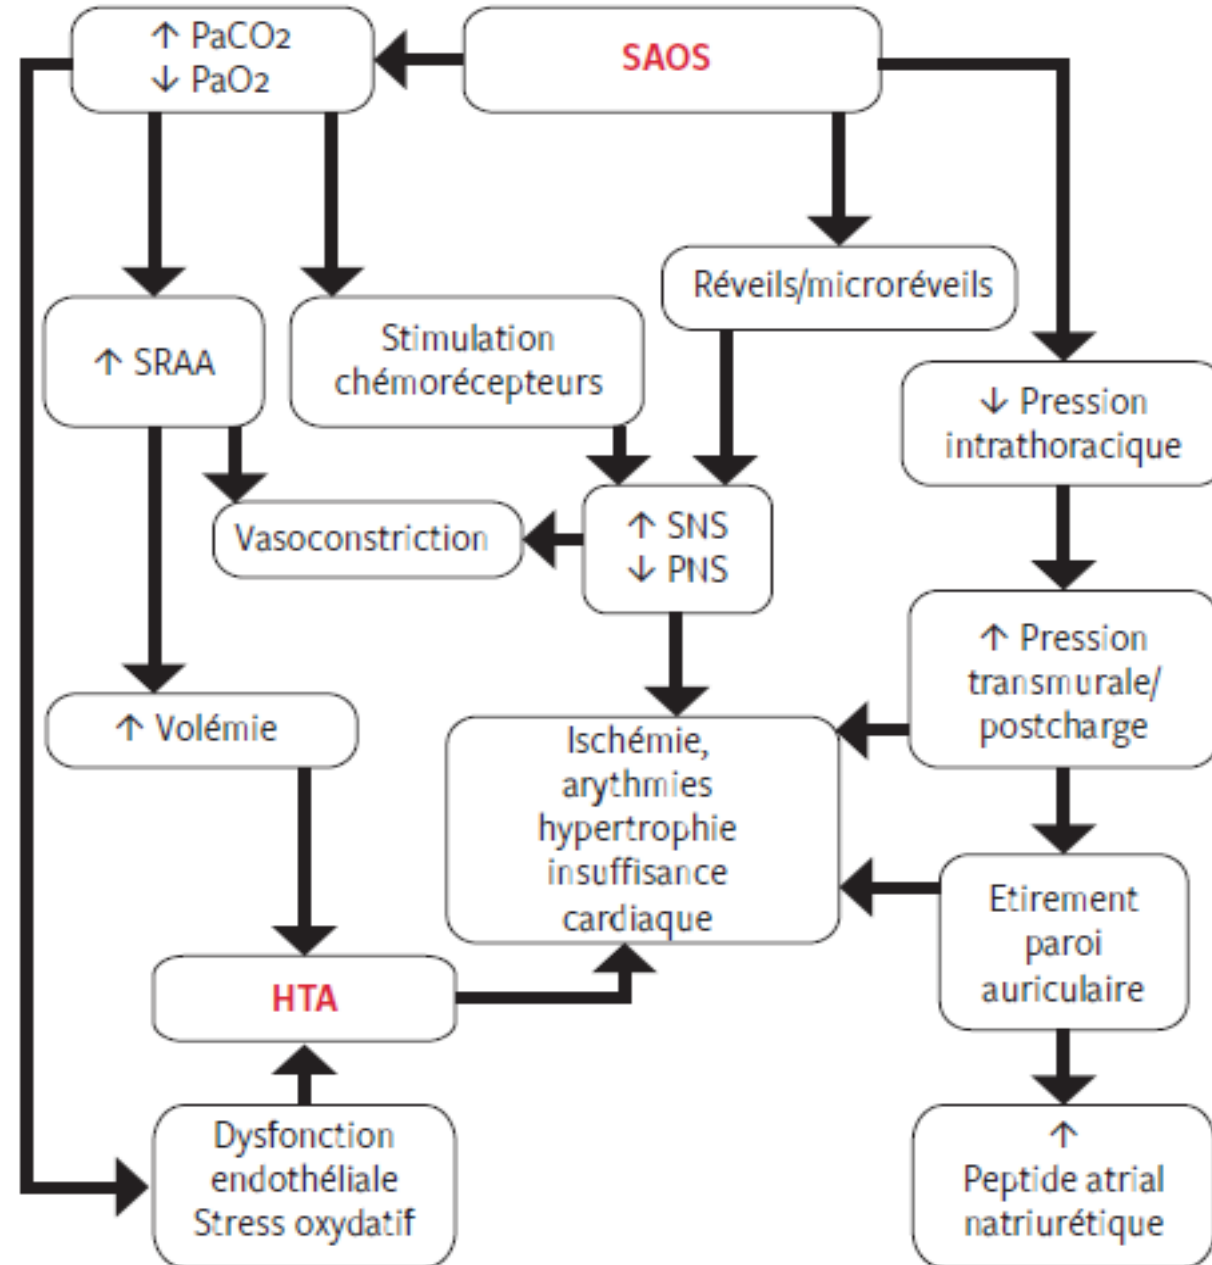 ↑ PaCO2
↓ PaO2
SAOS
Réveils/microréveils
↑ SRAA
Stimulation
chémorécepteurs
↓ Pression
intrathoracique
Vasoconstriction
↑ SNS
↓ PNS
↑ Pression
transmurale/
postcharge
↑ Volémie
Ischémie,
arythmies
hypertrophie
insuffisance
cardiaque
Etirement
paroi
auriculaire
HTA
Dysfonction
endothéliale
Stress oxydatif
↑
Peptide atrial
natriurétique